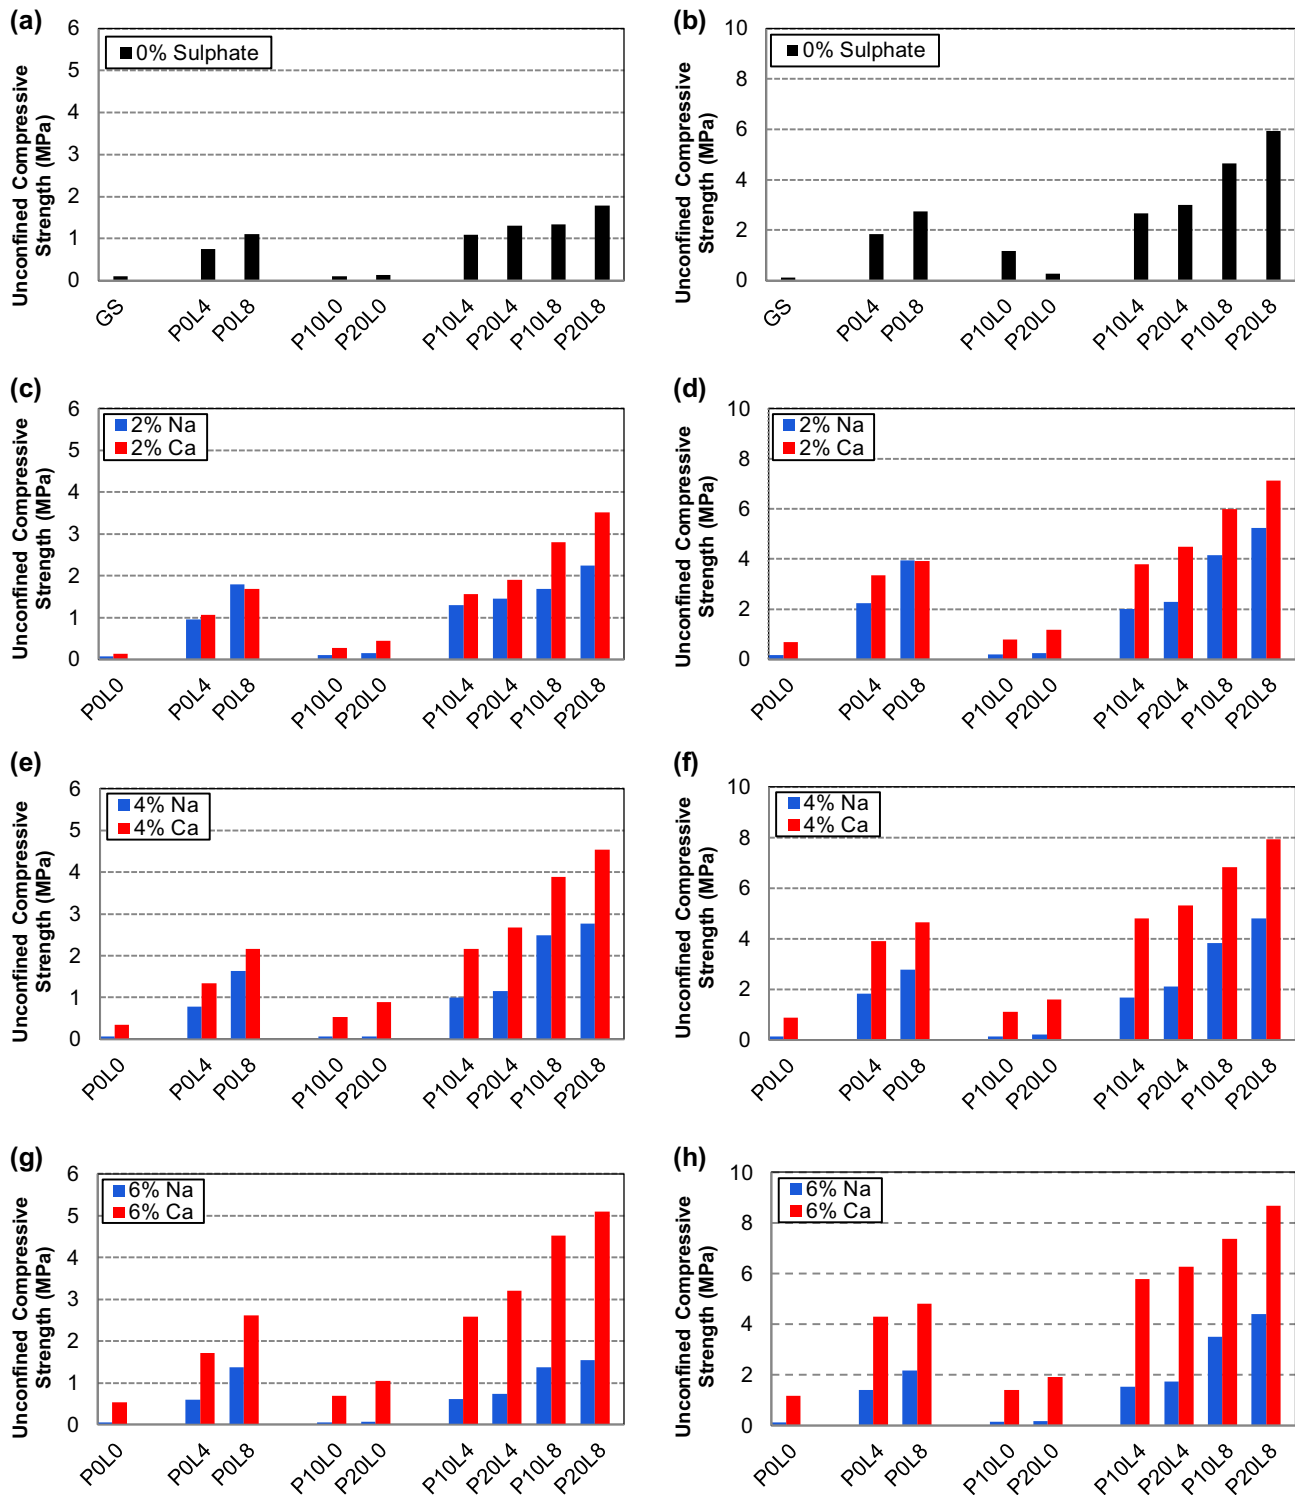 (a)
Unconfined Compressive
Strength (MPa)
6
5
4
3
2
1
0
0% Sulphate
GS
P0L4
P0L8
P10L0
P20L0
P10L4
P20L4
P10L8
P20L8
(b)
Unconfined Compressive
Strength (MPa)
10
8
6
4
2
0
0% Sulphate
GS
P0L4
P0L8
P10L0
P20L0
P10L4
P20L4
P10L8
P20L8
(c)
Unconfined Compressive
Strength (MPa)
6
5
4
3
2
1
0
2% Na
2% Ca
P0L0
P0L4
P0L8
P10L0
P20L0
P10L4
P20L4
P10L8
P20L8
(d)
Unconfined Compressive
Strength (MPa)
10
8
6
4
2
0
2% Na
2% Ca
P0L0
P0L4
P0L8
P10L0
P20L0
P10L4
P20L4
P10L8
P20L8
(e)
Unconfined Compressive
Strength (MPa)
6
5
4
3
2
1
0
4% Na
4% Ca
P0L0
P0L4
P0L8
P10L0
P20L0
P10L4
P20L4
P10L8
P20L8
(f)
Unconfined Compressive
Strength (MPa)
10
8
6
4
2
0
4% Na
4% Ca
P0L0
P0L4
P0L8
P10L0
P20L0
P10L4
P20L4
P10L8
P20L8
(g)
Unconfined Compressive
Strength (MPa)
6
5
4
3
2
1
0
6% Na
6% Ca
P0L0
P0L4
P0L8
P10L0
P20L0
P10L4
P20L4
P10L8
P20L8
(h)
Unconfined Compressive
Strength (MPa)
10
8
6
4
2
0
6% Na
6% Ca
P0L0
P0L4
P0L8
P10L0
P20L0
P10L4
P20L4
P10L8
P20L8